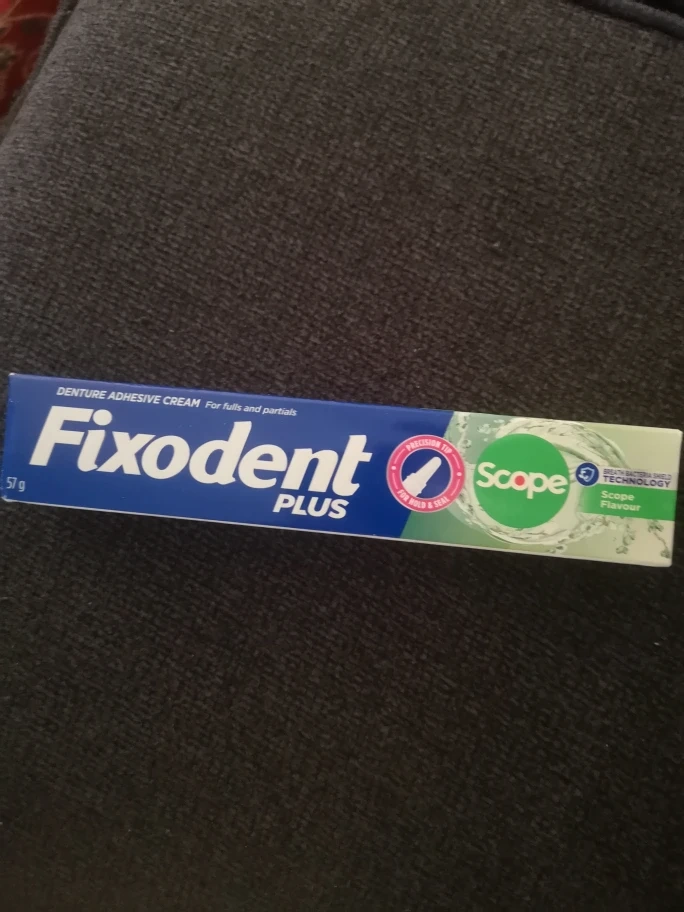 DENTURE ADHESIVE CREAM For fulls and partials
Fixodent
PLUS
57 g
PRECISION TIP
FOR HOLD & SEAL
Scope
BREATH BACTERIA SHIELD
TECHNOLOGY
Scope
Flavour